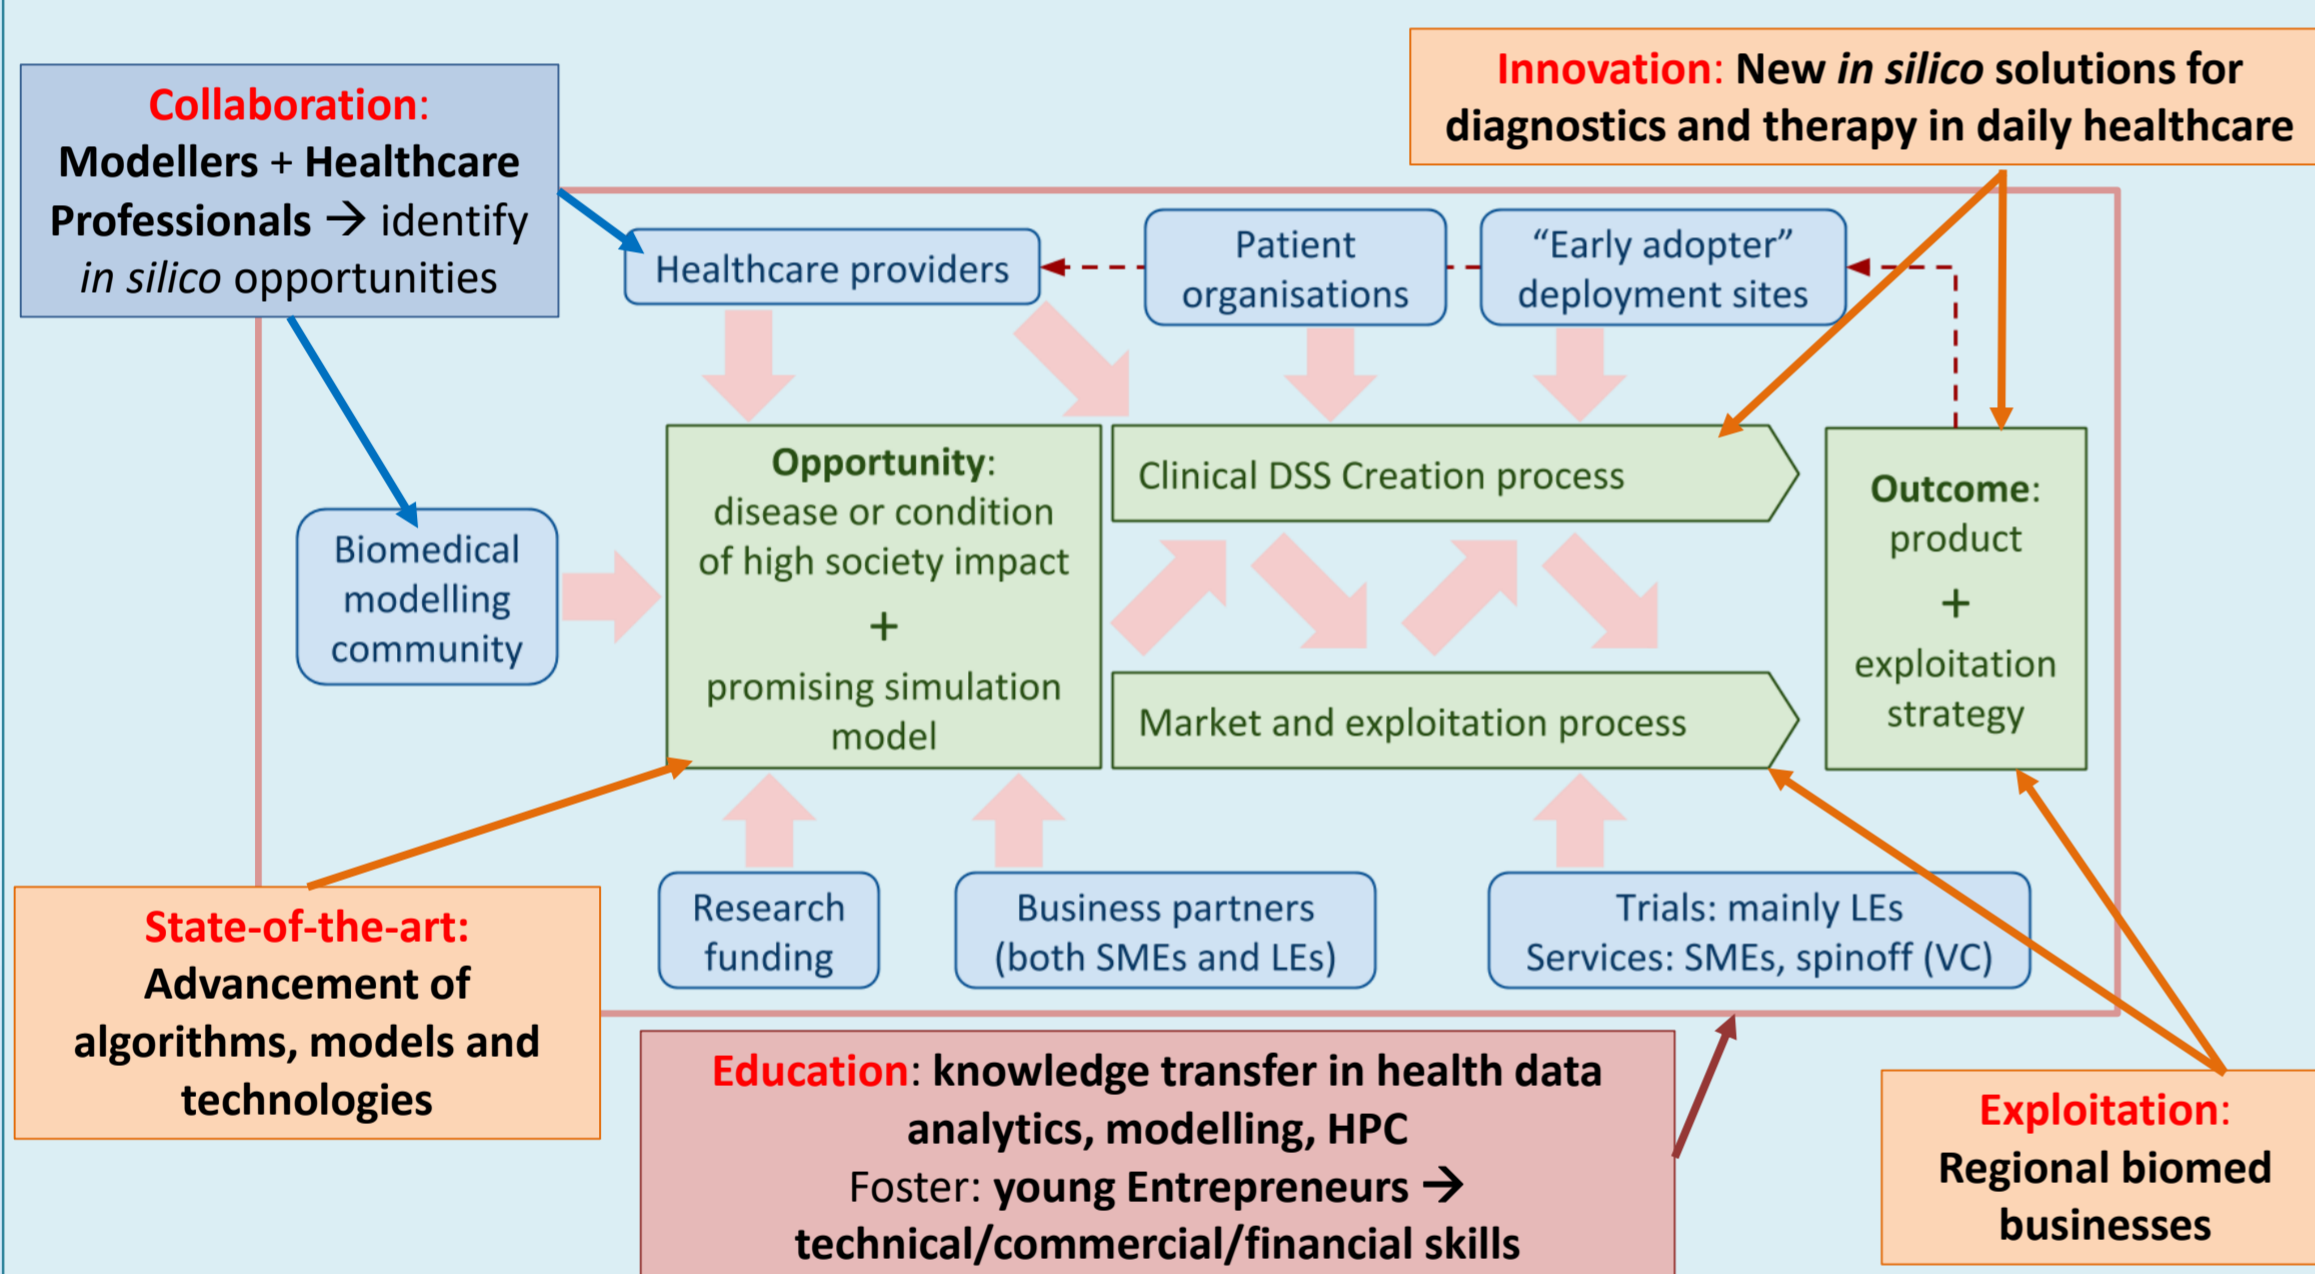 Collaboration:
Modellers + Healthcare
Professionals → identify
in silico opportunities
Innovation: New in silico solutions for
diagnostics and therapy in daily healthcare
Healthcare providers
Patient
organisations
“Early adopter”
deployment sites
Biomedical
modelling
community
Opportunity:
disease or condition
of high society impact
+
promising simulation
model
Clinical DSS Creation process
Market and exploitation process
Outcome:
product
+
exploitation
strategy
Research
funding
Business partners
(both SMEs and LEs)
Trials: mainly LEs
Services: SMEs, spinoff (VC)
State-of-the-art:
Advancement of
algorithms, models and
technologies
Education: knowledge transfer in health data
analytics, modelling, HPC
Foster: young Entrepreneurs →
technical/commercial/financial skills
Exploitation:
Regional biomed
businesses